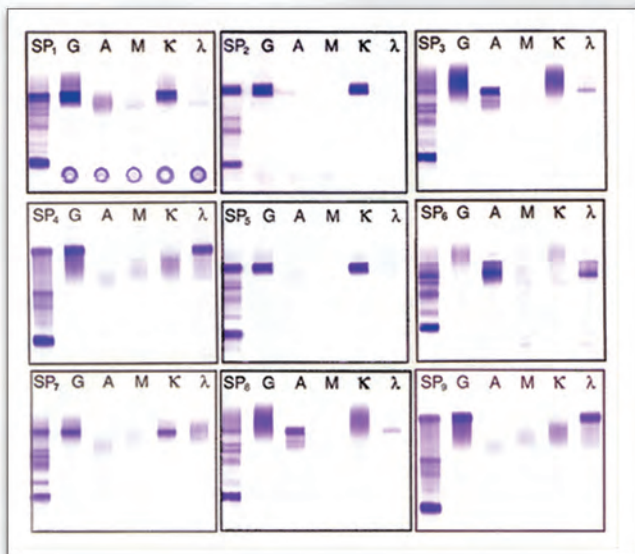 SP₁ G A M K λ
SP₂ G A M K λ
SP₃ G A M K λ
SP₄ G A M K λ
SP₅ G A M K λ
SP₆ G A M K λ
SP₇ G A M K λ
SP₈ G A M K λ
SP₉ G A M K λ